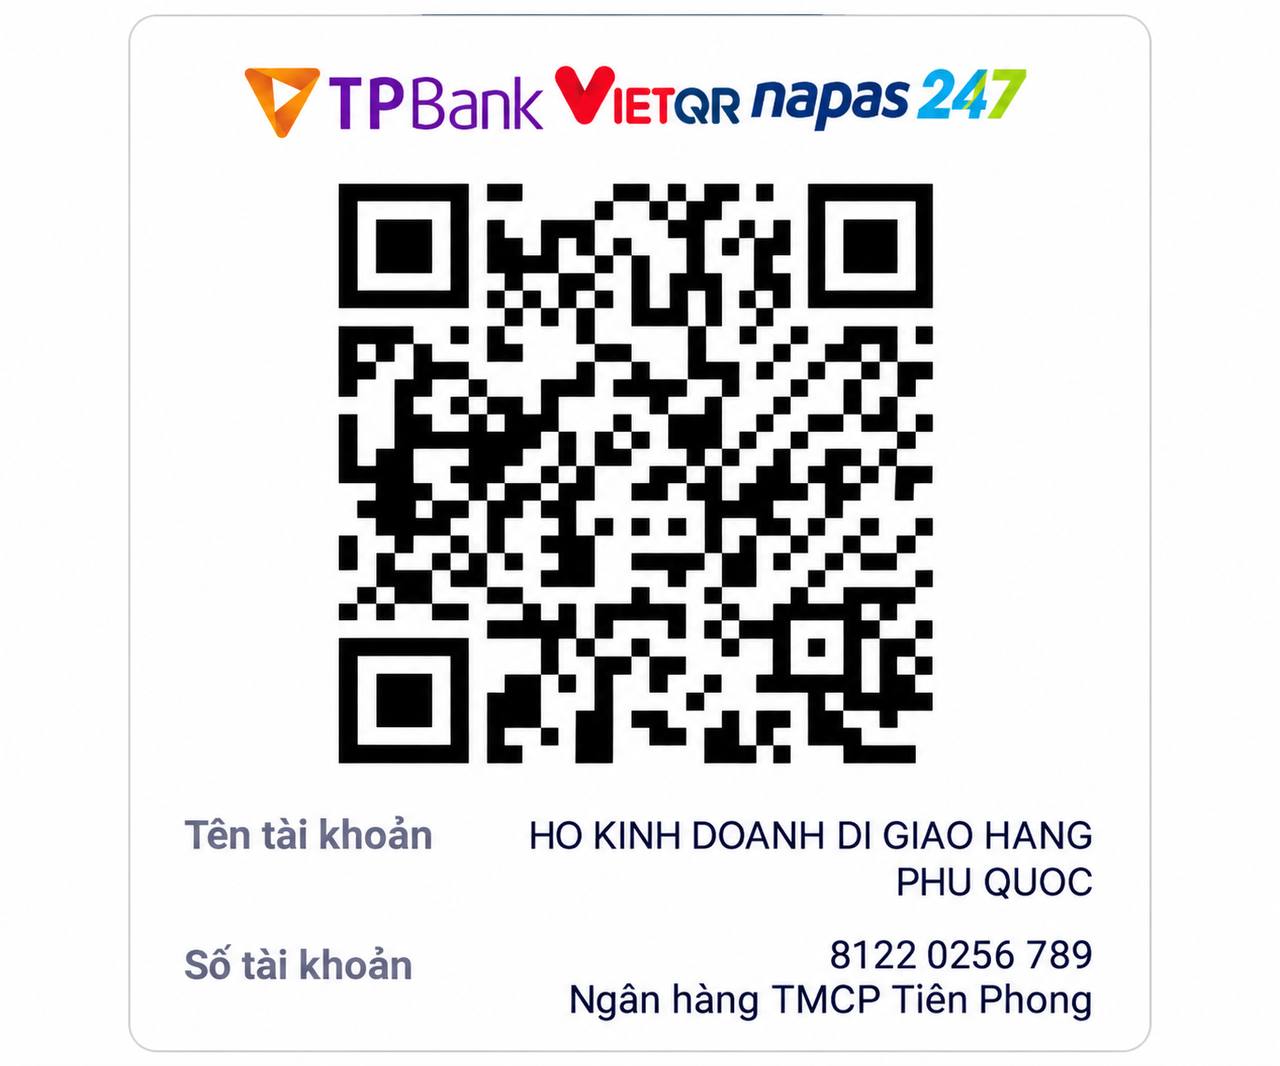 TPBank VIETQR napas 247
Tên tài khoản HO KINH DOANH DI GIAO HANG
PHU QUOC
Số tài khoản 8122 0256 789
Ngân hàng TMCP Tiên Phong